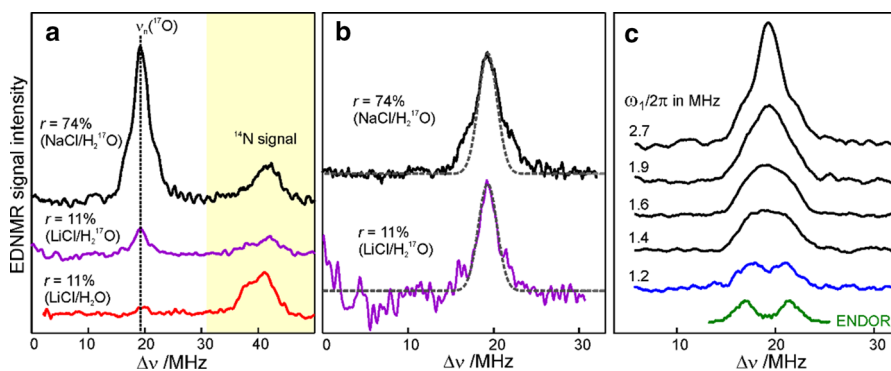 a
νn(¹⁷O)
r = 74%
(NaCl/H₂¹⁷O)
¹⁴N signal
r = 11%
(LiCl/H₂¹⁷O)
r = 11%
(LiCl/H₂O)
EDNMR signal intensity
0 10 20 30 40
Δν /MHz
b
r = 74%
(NaCl/H₂¹⁷O)
r = 11%
(LiCl/H₂¹⁷O)
0 10 20 30
Δν /MHz
c
ω₁/2π in MHz
2.7
1.9
1.6
1.4
1.2
ENDOR
10 20 30
Δν /MHz